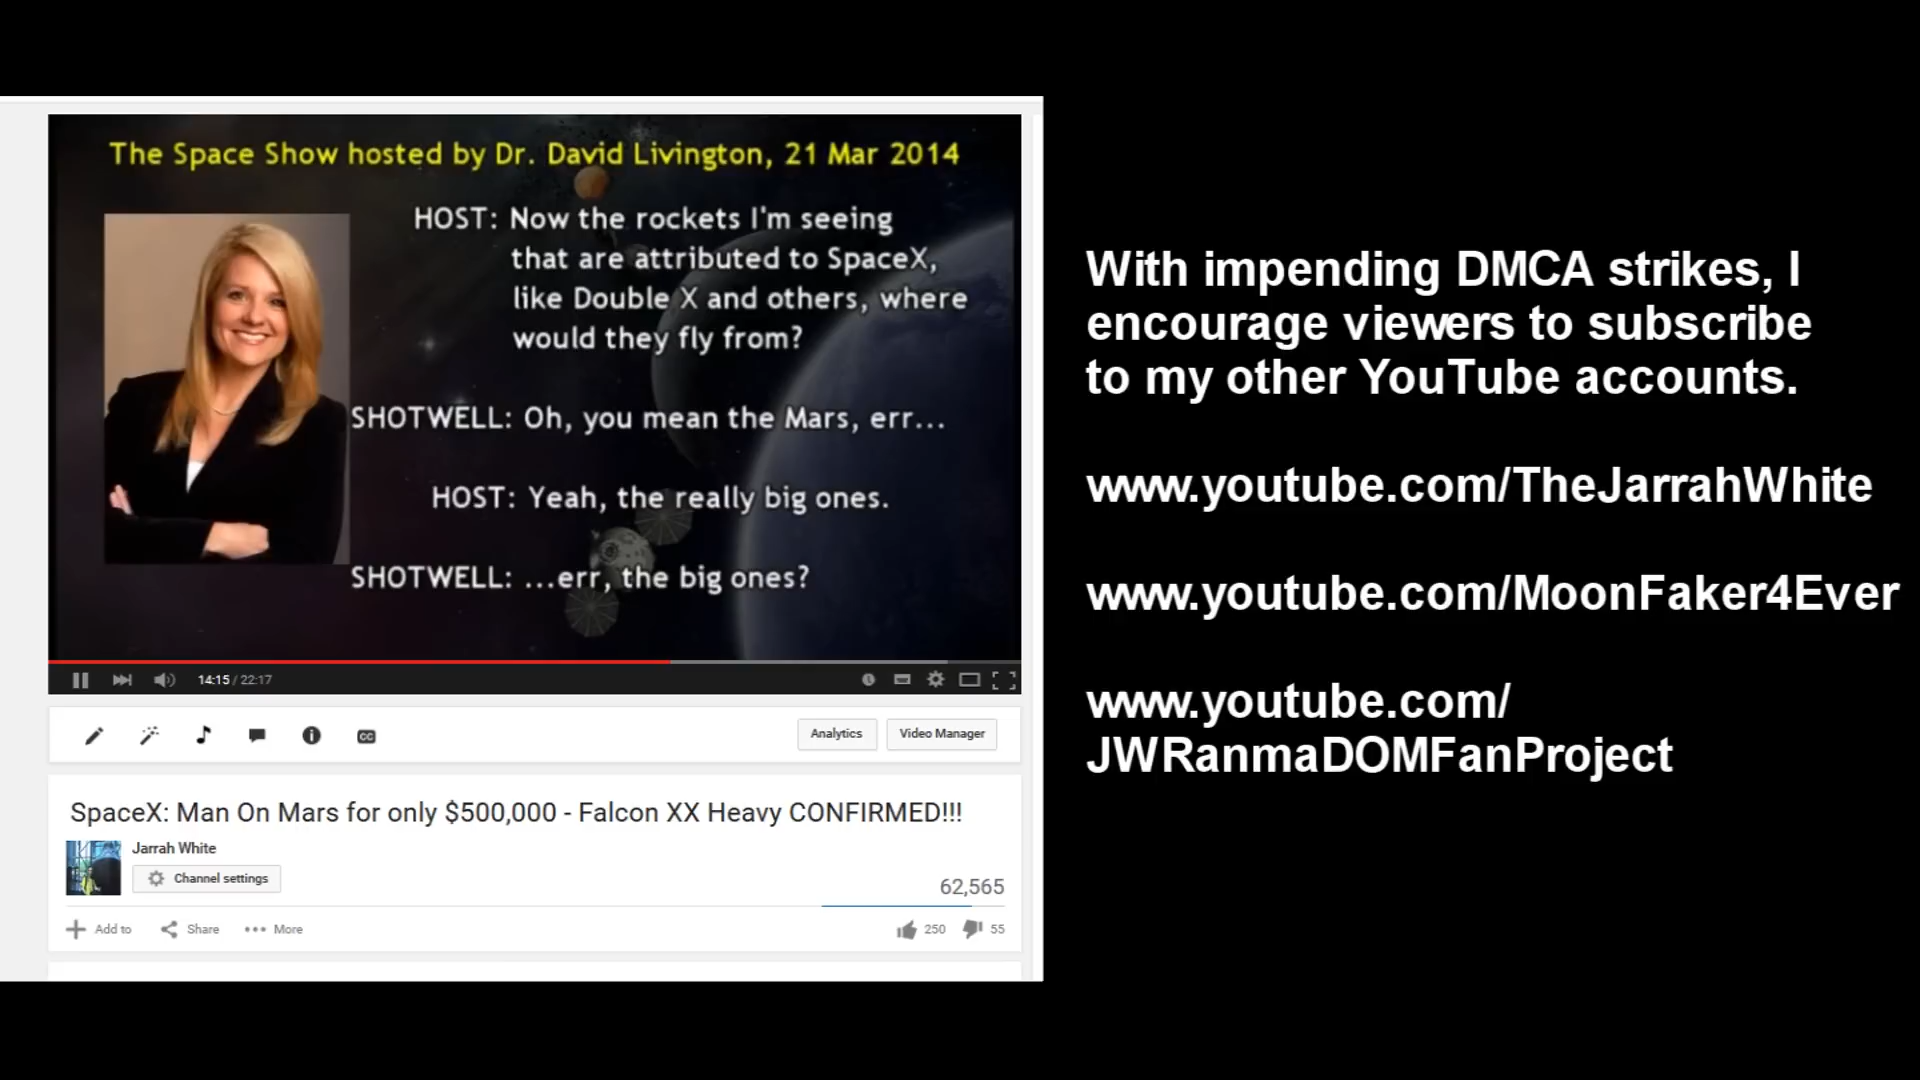 The Space Show hosted by Dr. David Livington, 21 Mar 2014
HOST: Now the rockets I'm seeing
that are attributed to SpaceX,
like Double X and others, where
would they fly from?
SHOTWELL: Oh, you mean the Mars, err...
HOST: Yeah, the really big ones.
SHOTWELL: ...err, the big ones?
14:15 / 22:17
CC
Analytics
Video Manager
SpaceX: Man On Mars for only $500,000 - Falcon XX Heavy CONFIRMED!!!
Jarrah White
Channel settings
62,565
Add to
Share
More
250
55
With impending DMCA strikes, I
encourage viewers to subscribe
to my other YouTube accounts.
www.youtube.com/TheJarrahWhite
www.youtube.com/MoonFaker4Ever
www.youtube.com/
JWRanmaDOMFanProject